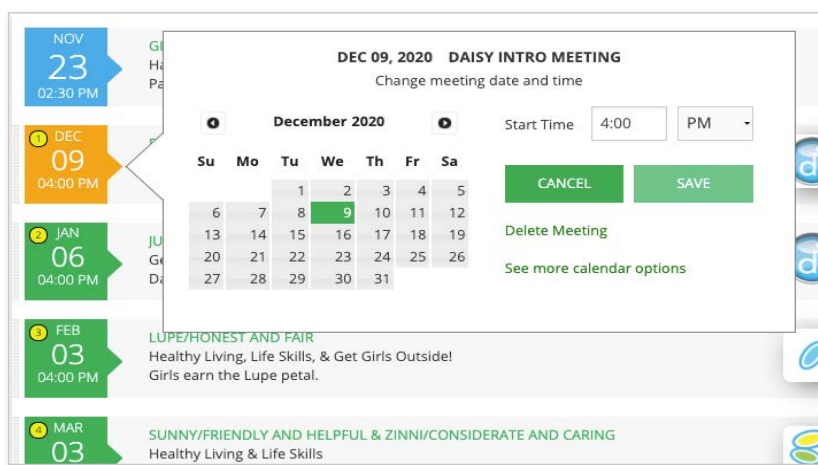 NOV
23
02:30 PM
DEC 09, 2020 DAISY INTRO MEETING
Change meeting date and time
December 2020
Su Mo Tu We Th Fr Sa
1 2 3 4 5
6 7 8 9 10 11 12
13 14 15 16 17 18 19
20 21 22 23 24 25 26
27 28 29 30 31
Start Time 4:00 PM
CANCEL SAVE
Delete Meeting
See more calendar options
1 DEC
09
04:00 PM
2 JAN
06
04:00 PM
3 FEB
03
04:00 PM
LUPE/HONEST AND FAIR
Healthy Living, Life Skills, & Get Girls Outside!
Girls earn the Lupe petal.
4 MAR
03
SUNNY/FRIENDLY AND HELPFUL & ZINNI/CONSIDERATE AND CARING
Healthy Living & Life Skills